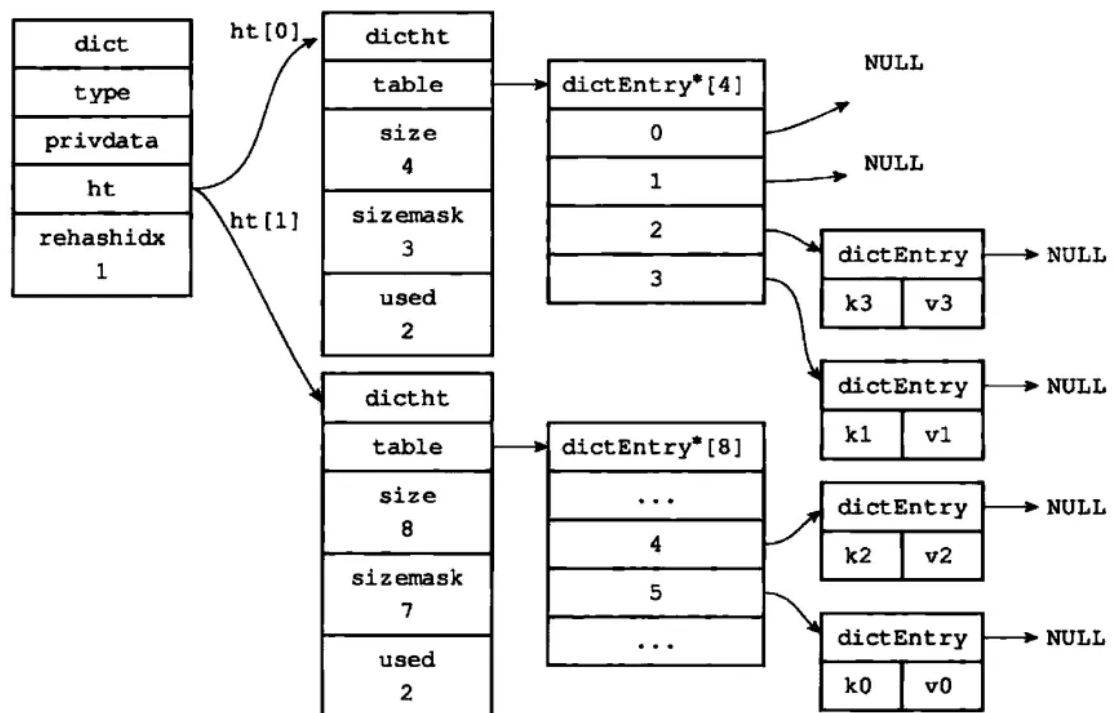 dict
type
privdata
ht
rehashidx
1
ht[0]
ht[1]
dictht
table
size
4
sizemask
3
used
2
dictEntry*[4]
0
1
2
3
NULL
NULL
dictEntry
NULL
k3 v3
dictEntry
NULL
k1 v1
dictht
table
size
8
sizemask
7
used
2
dictEntry*[8]
...
4
5
...
dictEntry
NULL
k2 v2
dictEntry
NULL
k0 v0